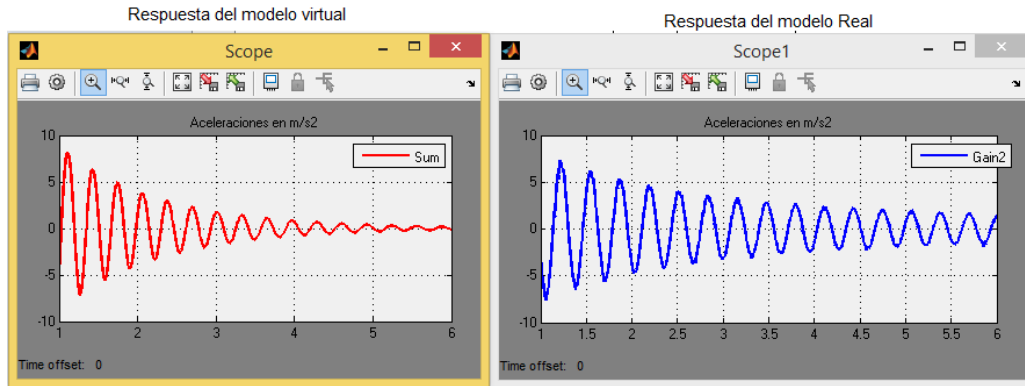 Respuesta del modelo virtual
Scope
Aceleraciones en m/s2
Sum
10
5
0
-5
-10
1 2 3 4 5 6
Time offset: 0
Respuesta del modelo Real
Scope1
Aceleraciones en m/s2
Gain2
10
5
0
-5
-10
1 1.5 2 2.5 3 3.5 4 4.5 5 5.5 6
Time offset: 0